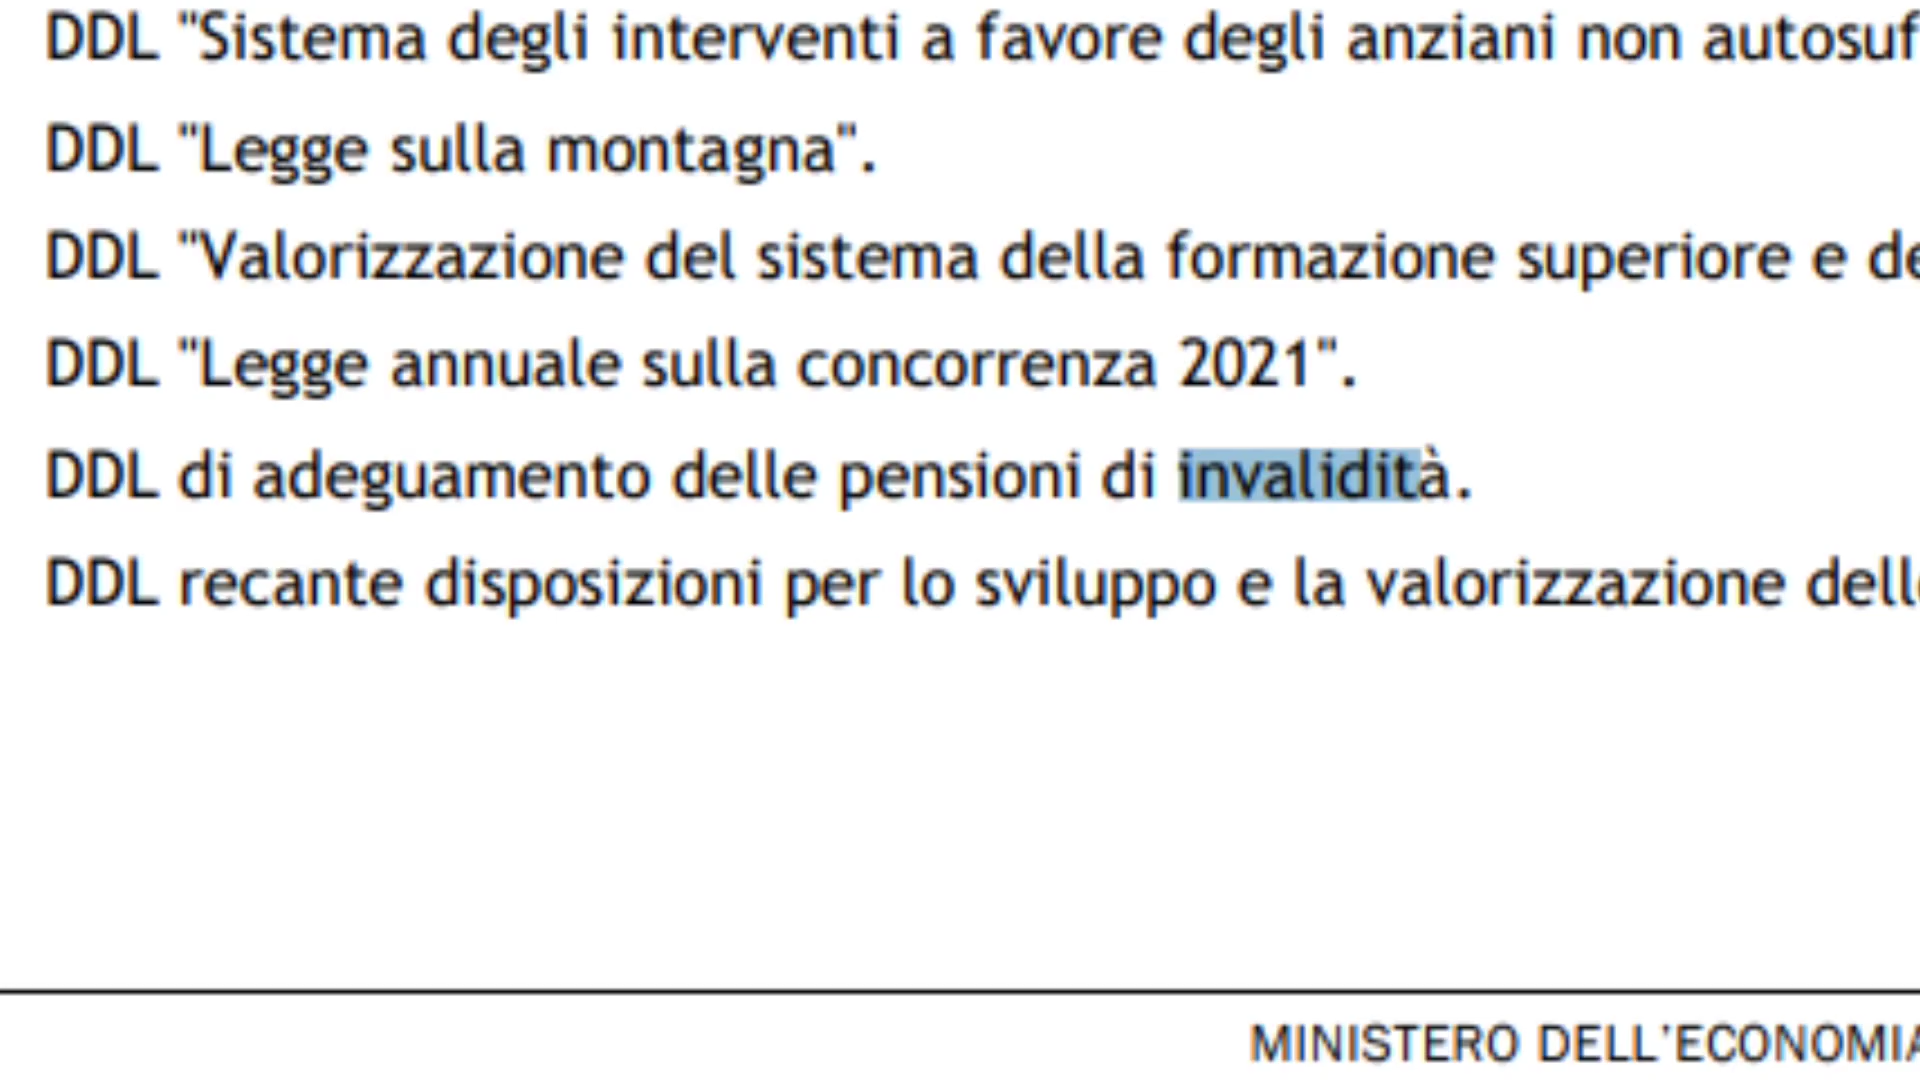 DDL "Sistema degli interventi a favore degli anziani non autosuf
DDL "Legge sulla montagna".
DDL "Valorizzazione del sistema della formazione superiore e de
DDL "Legge annuale sulla concorrenza 2021".
DDL di adeguamento delle pensioni di invalidità.
DDL recante disposizioni per lo sviluppo e la valorizzazione delle
MINISTERO DELL'ECONOMIA